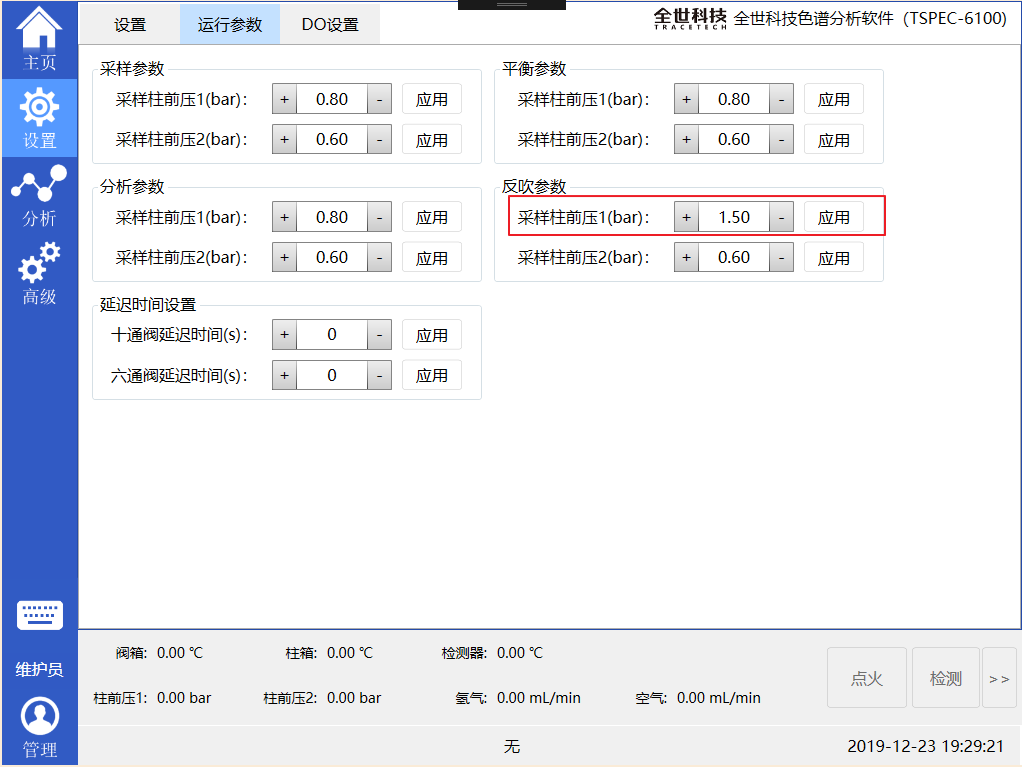 主页
设置
分析
高级
维护员
管理
设置 运行参数 DO设置
全世科技 TRACETECH 全世科技色谱分析软件（TSPEC-6100)
采样参数
采样柱前压1(bar)： + 0.80 - 应用
采样柱前压2(bar)： + 0.60 - 应用
平衡参数
采样柱前压1(bar)： + 0.80 - 应用
采样柱前压2(bar)： + 0.60 - 应用
分析参数
采样柱前压1(bar)： + 0.80 - 应用
采样柱前压2(bar)： + 0.60 - 应用
反吹参数
采样柱前压1(bar)： + 1.50 - 应用
采样柱前压2(bar)： + 0.60 - 应用
延迟时间设置
十通阀延迟时间(s)： + 0 - 应用
六通阀延迟时间(s)： + 0 - 应用
阀箱: 0.00 ℃ 柱箱: 0.00 ℃ 检测器: 0.00 ℃
柱前压1: 0.00 bar 柱前压2: 0.00 bar 氢气: 0.00 mL/min 空气: 0.00 mL/min
点火 检测 >>
无 2019-12-23 19:29:21